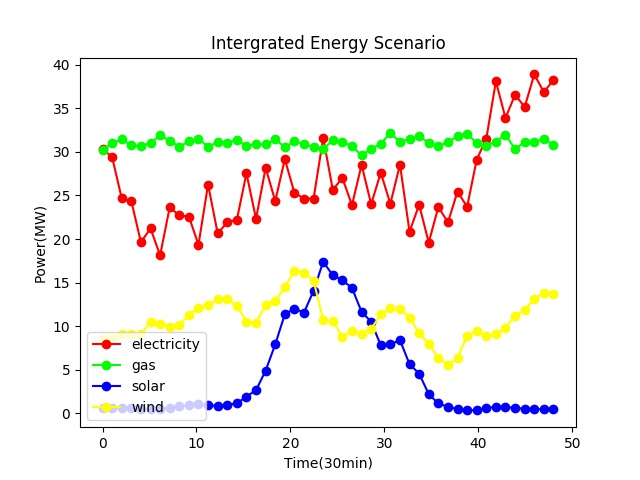 Intergrated Energy Scenario
40
35
30
25
20
15
10
5
0
Power(MW)
electricity
gas
solar
wind
0 10 20 30 40 50
Time(30min)